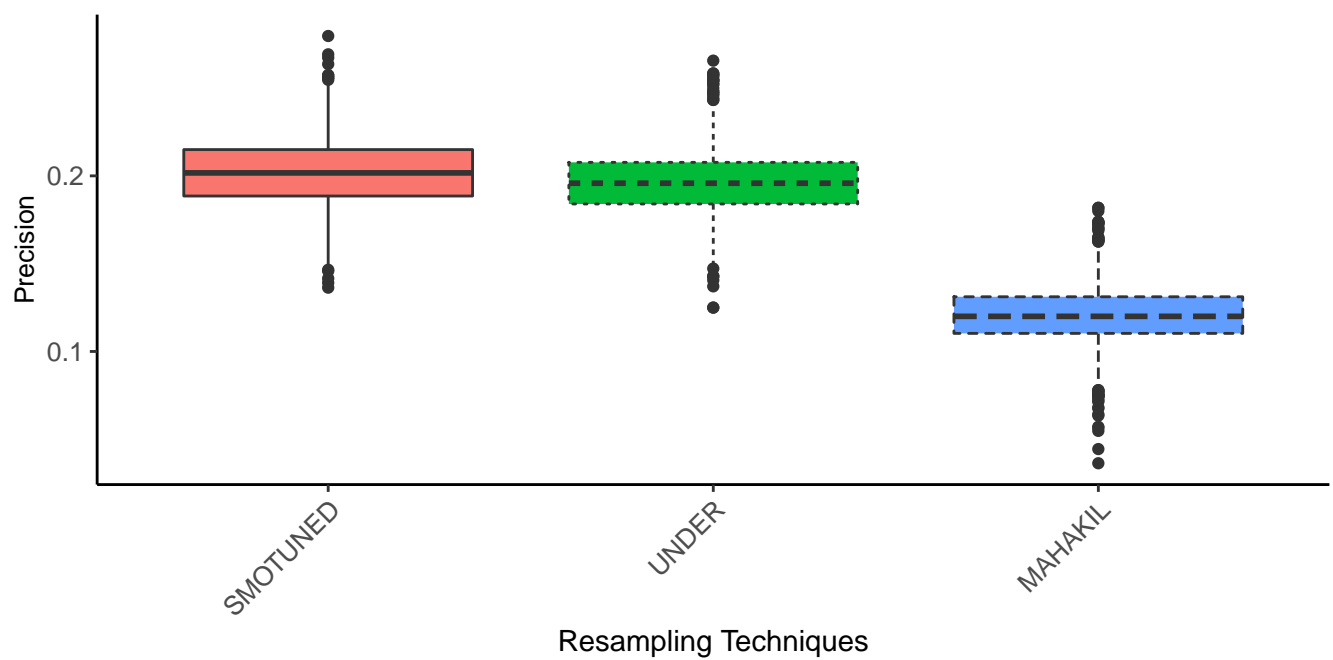 Precision
0.2
0.1
SMOTUNED
UNDER
MAHAKIL
Resampling Techniques